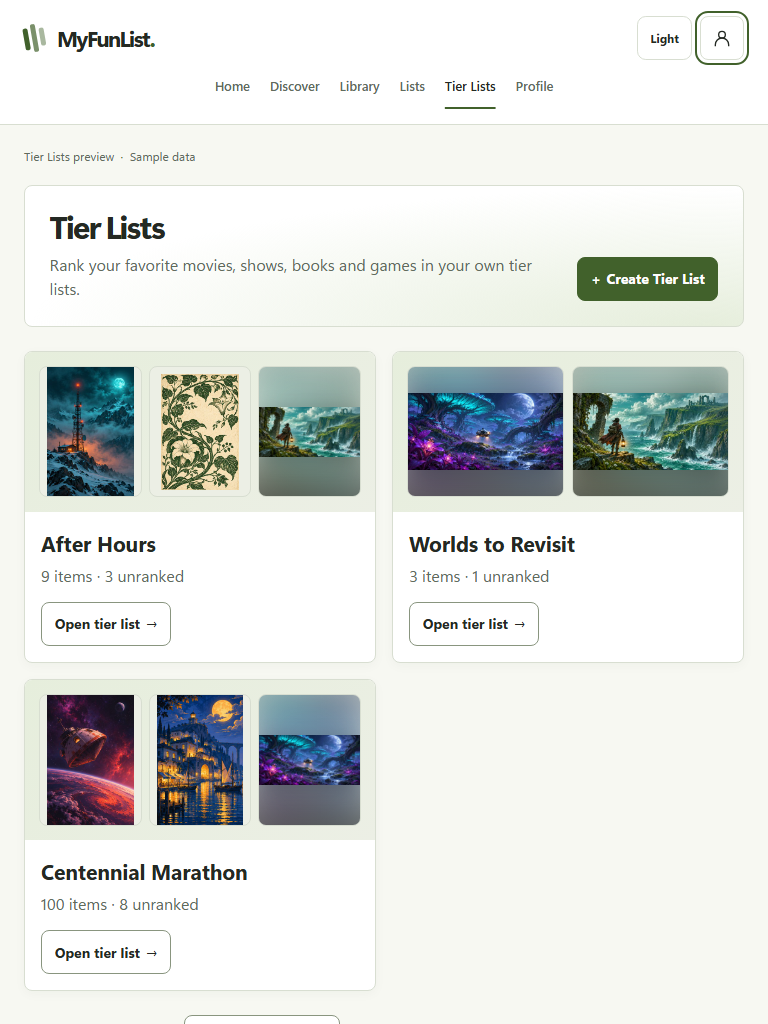 MyFunList.
Light
Home Discover Library Lists Tier Lists Profile
Tier Lists preview · Sample data
Tier Lists
Rank your favorite movies, shows, books and games in your own tier
lists.
+ Create Tier List
After Hours
9 items · 3 unranked
Open tier list →
Worlds to Revisit
3 items · 1 unranked
Open tier list →
Centennial Marathon
100 items · 8 unranked
Open tier list →